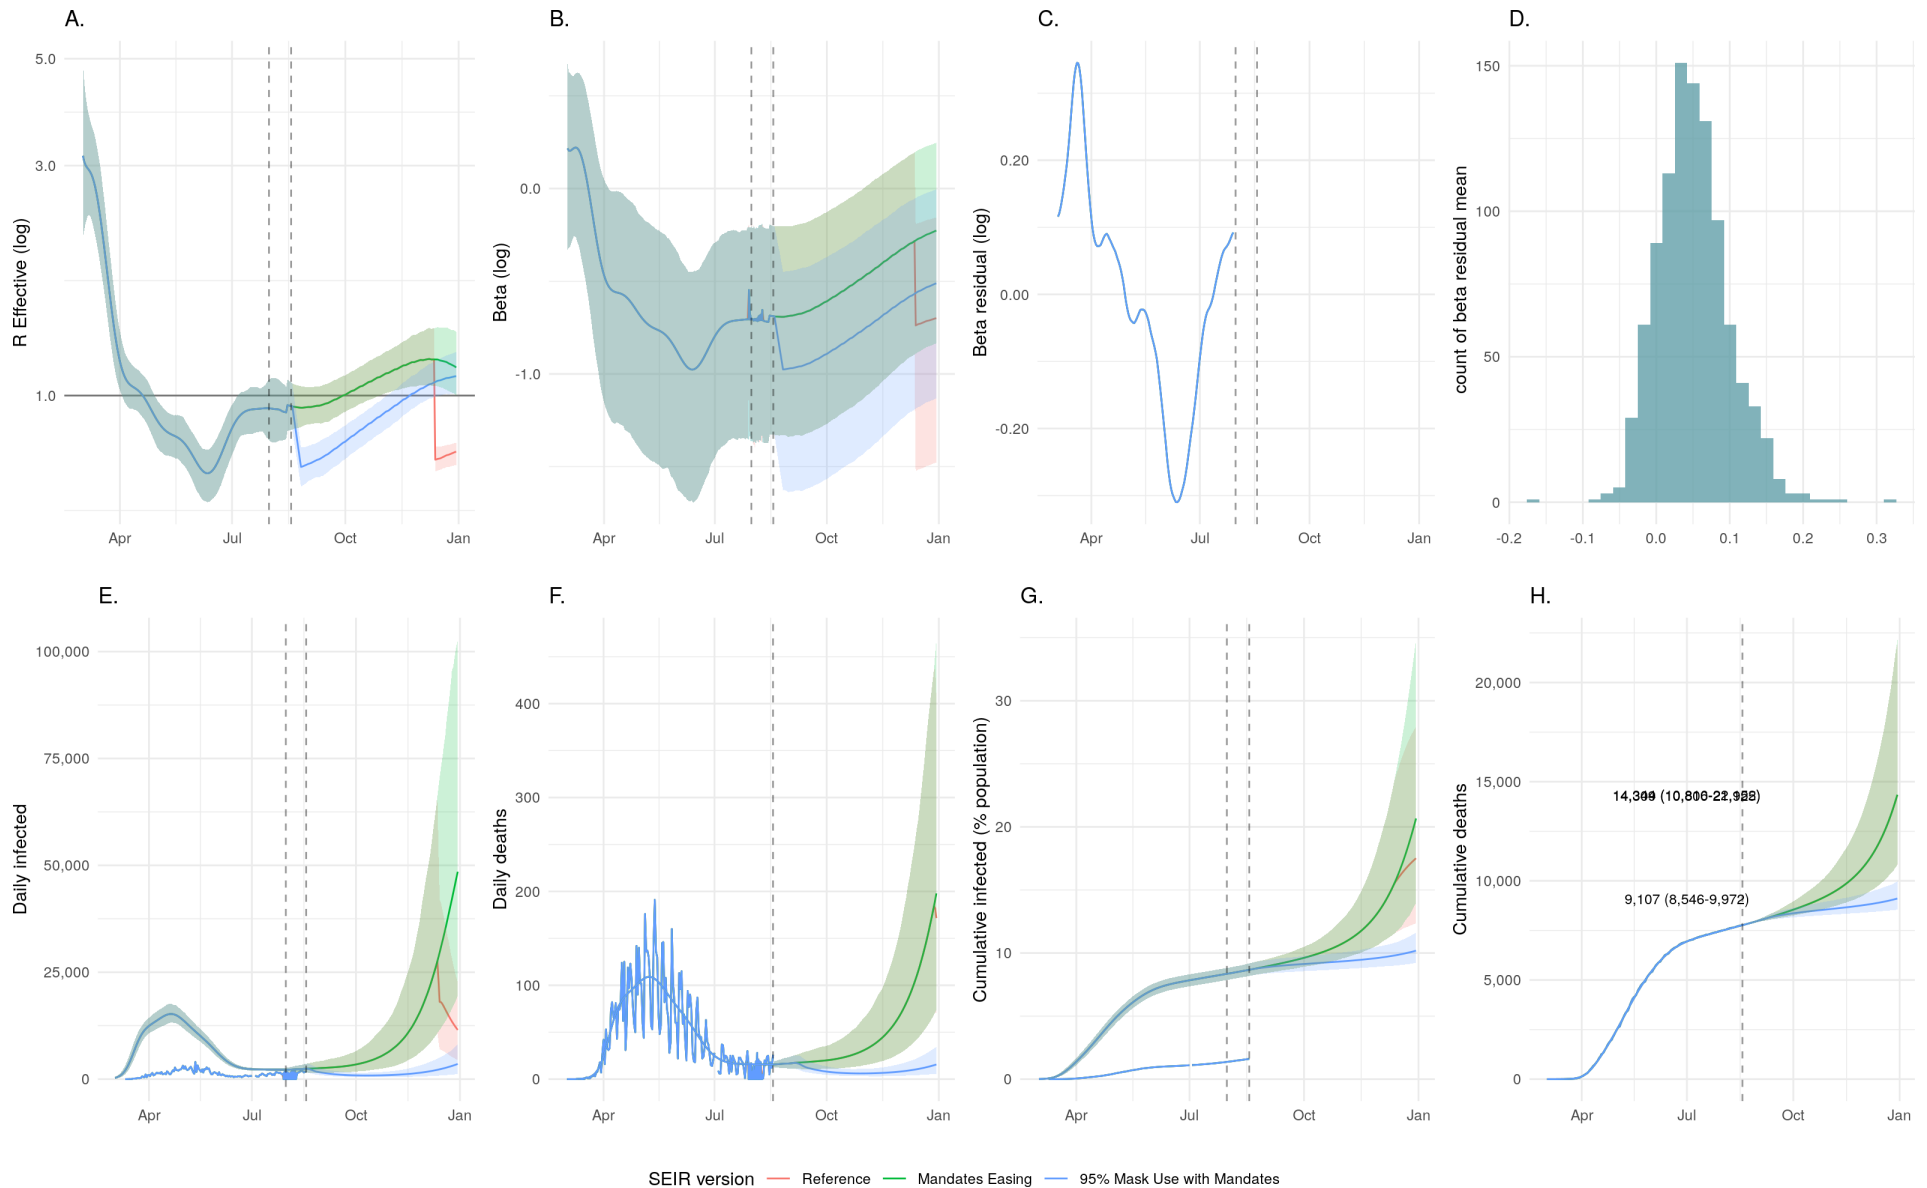 A.
R Effective (log)
5.0
3.0
1.0
Apr Jul Oct Jan
B.
Beta (log)
0.0
-1.0
Apr Jul Oct Jan
C.
Beta residual (log)
0.20
0.00
-0.20
Apr Jul Oct Jan
D.
count of beta residual mean
150
100
50
0
-0.2 -0.1 0.0 0.1 0.2 0.3
E.
Daily infected
100,000
75,000
50,000
25,000
0
Apr Jul Oct Jan
F.
Daily deaths
400
300
200
100
0
Apr Jul Oct Jan
G.
Cumulative infected (% population)
30
20
10
0
Apr Jul Oct Jan
H.
Cumulative deaths
20,000
15,000
10,000
5,000
0
9,107 (8,546-9,972)
Apr Jul Oct Jan
SEIR version Reference Mandates Easing 95% Mask Use with Mandates